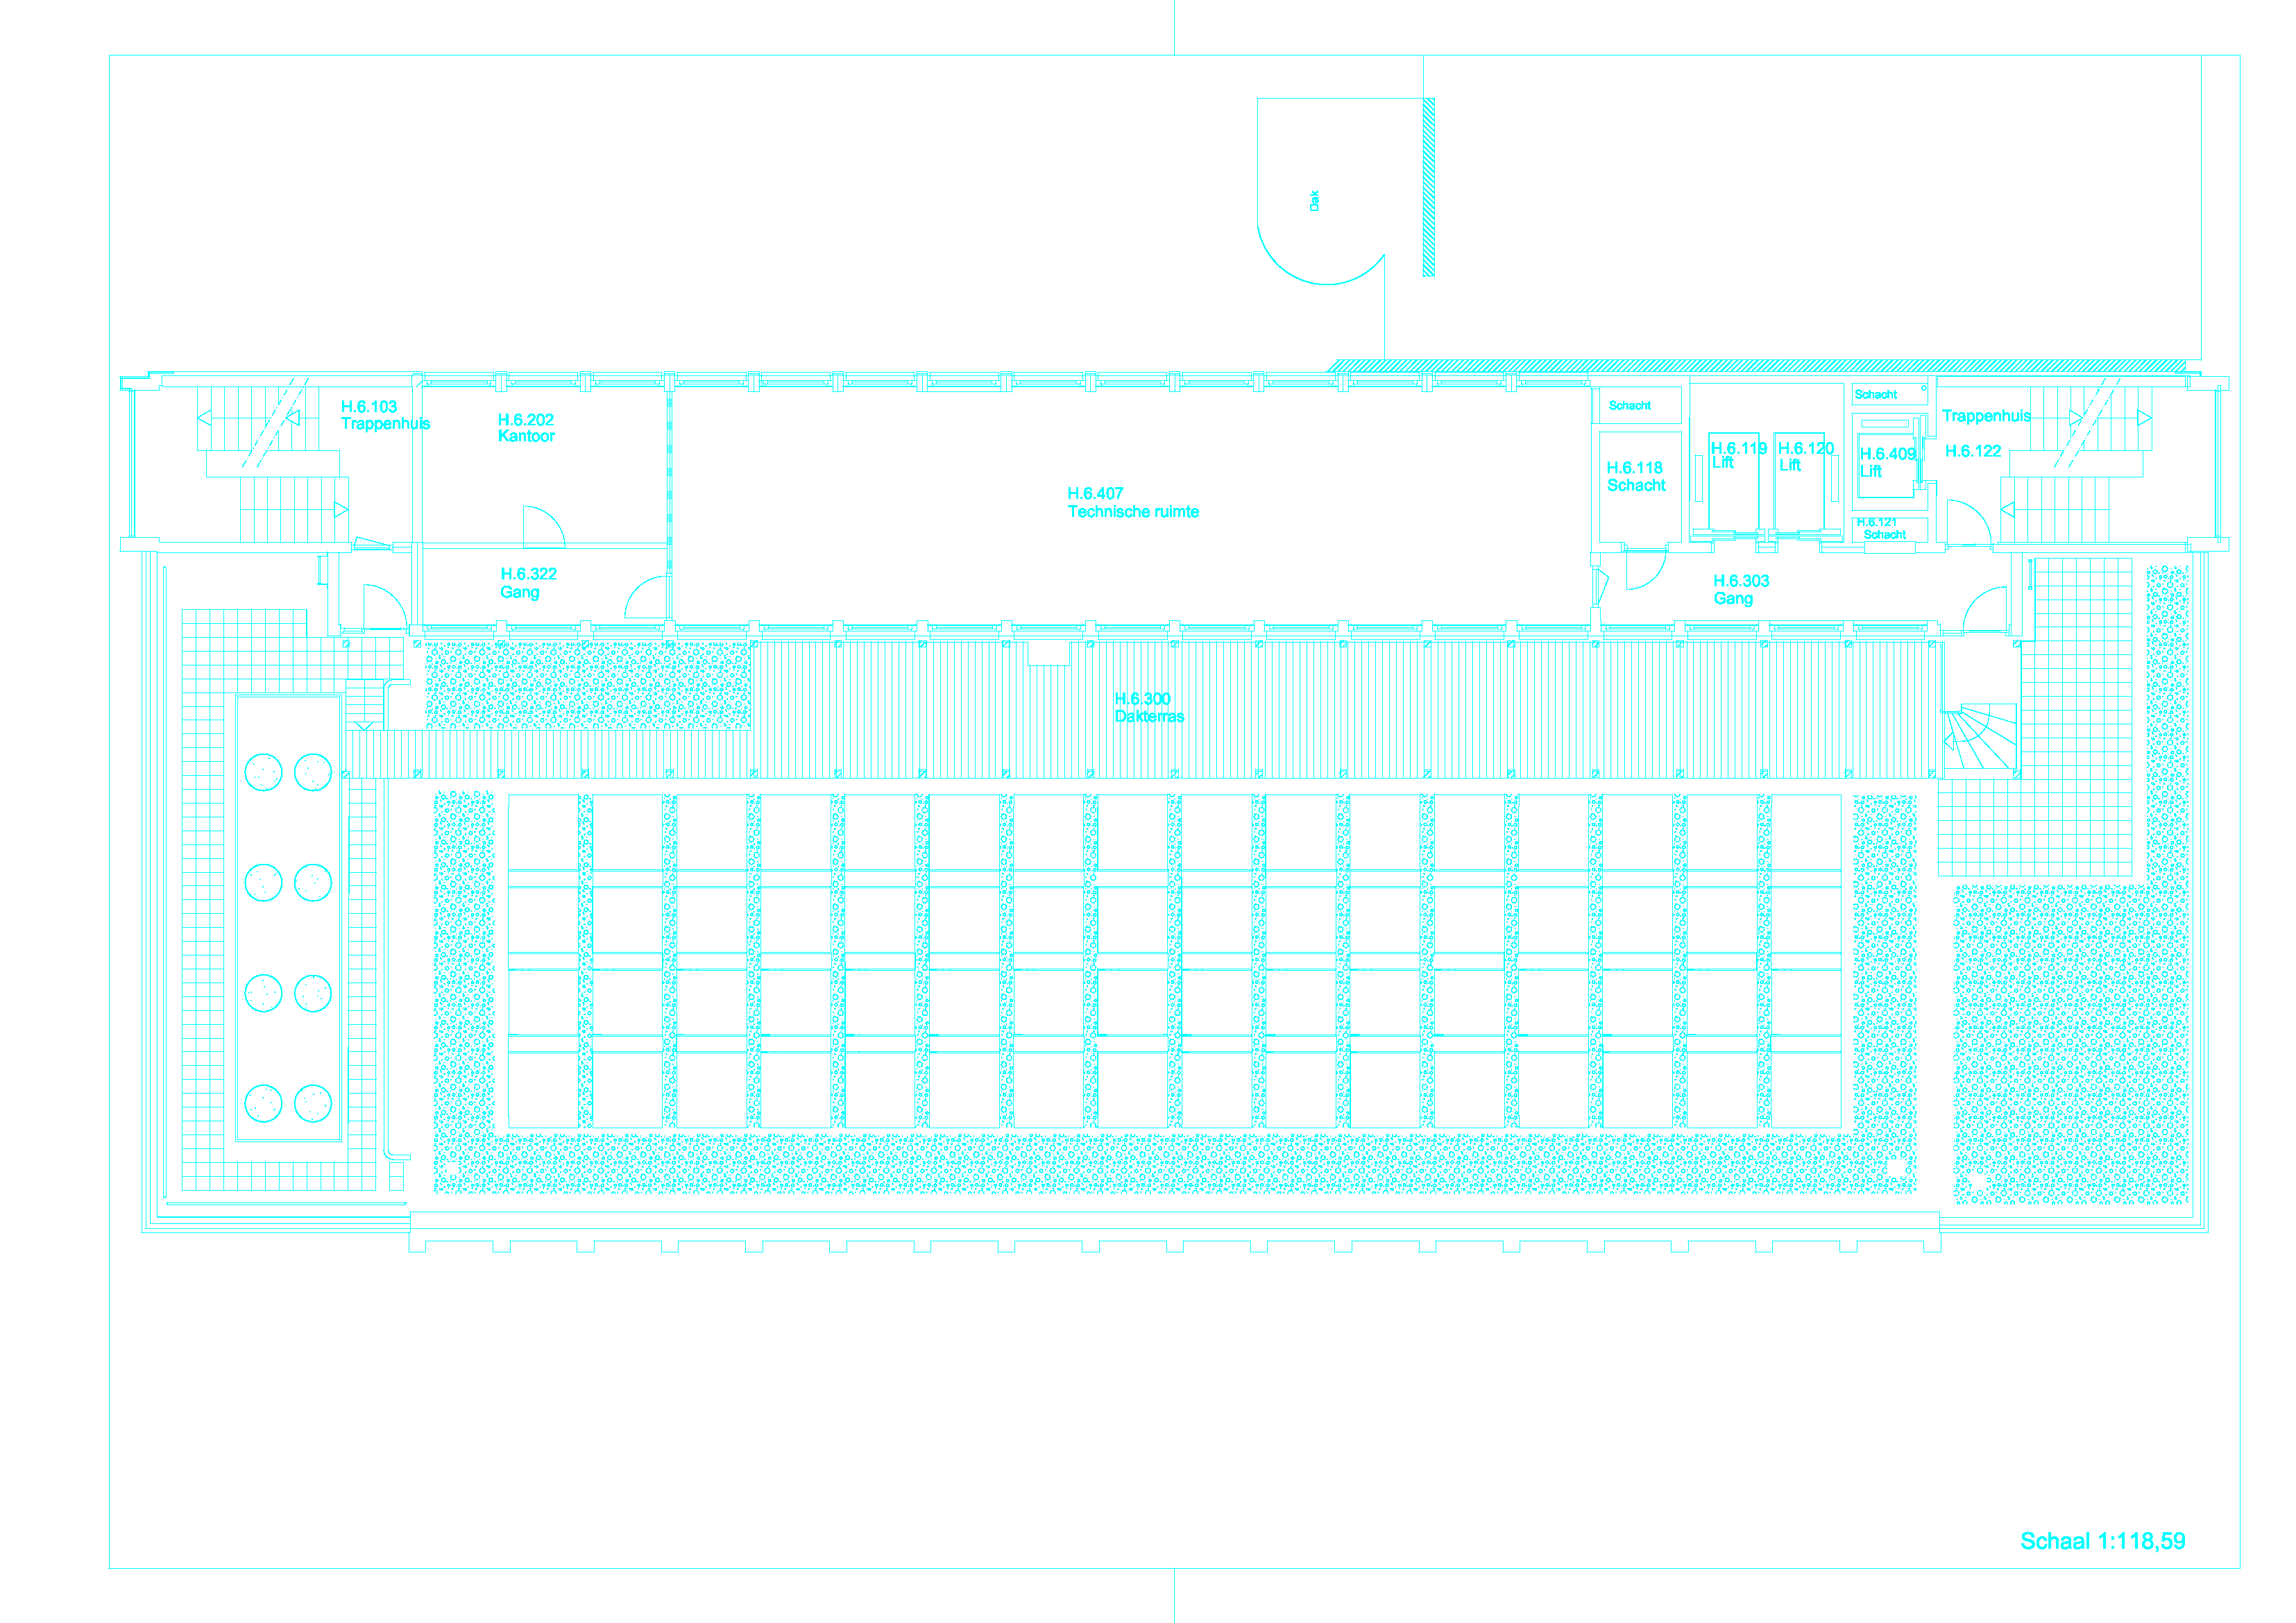 Dak
H.6.103
Trappenhuis
H.6.202
Kantoor
H.6.407
Technische ruimte
H.6.322
Gang
Schacht
H.6.118
Schacht
H.6.119
Lift
H.6.120
Lift
Schacht
H.6.409
Lift
H.6.121
Schacht
Trappenhuis
H.6.122
H.6.303
Gang
H.6.300
Dakterras
Schaal 1:118,59